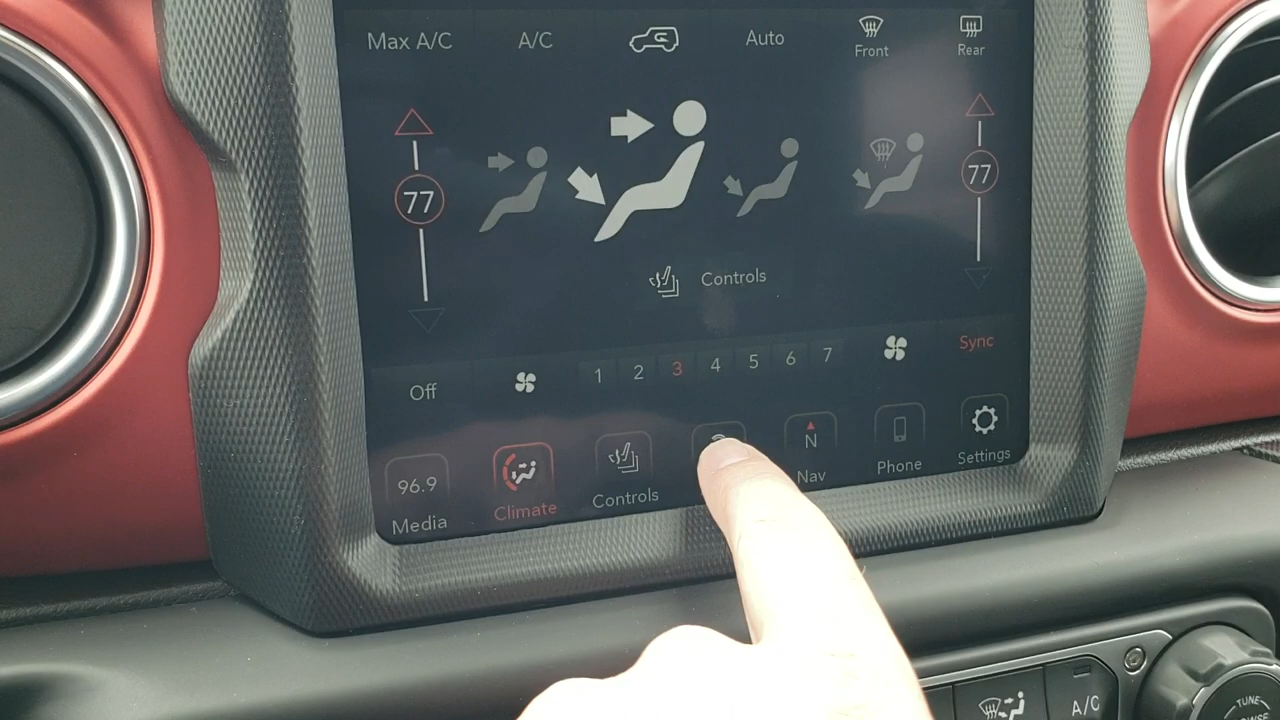 Max A/C
A/C
Auto
Front
Rear
77
77
Controls
Off
1 2 3 4 5 6 7
Sync
96.9
Media
Climate
Controls
N
Nav
Phone
Settings
A/C
TUNE